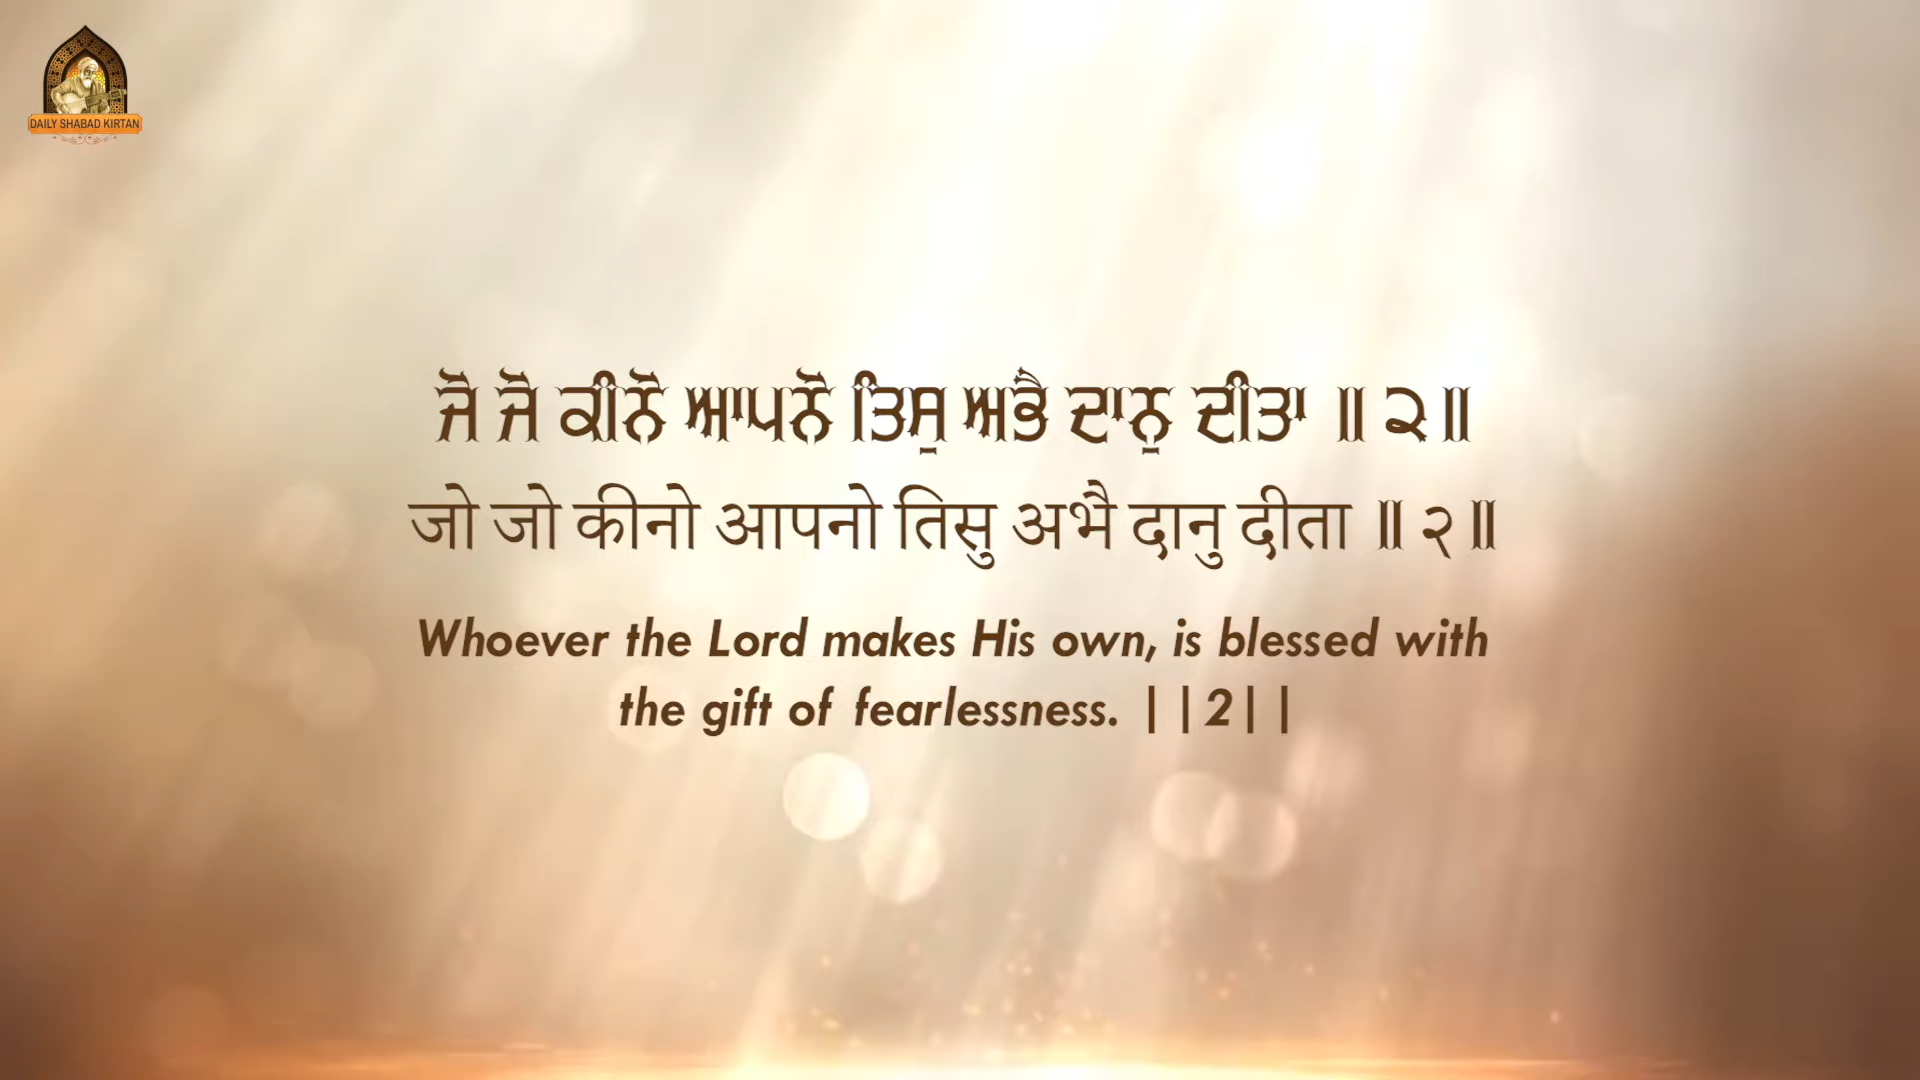 DAILY SHABAD KIRTAN
ਜੋ ਜੋ ਕੀਨੋ ਆਪਨੋ ਤਿਸੁ ਅਭੈ ਦਾਨੁ ਦੀਤਾ ॥ ੨॥
जो जो कीनो आपनो तिसु अभै दानु दीता ॥ २॥
Whoever the Lord makes His own, is blessed with
the gift of fearlessness. ||2||